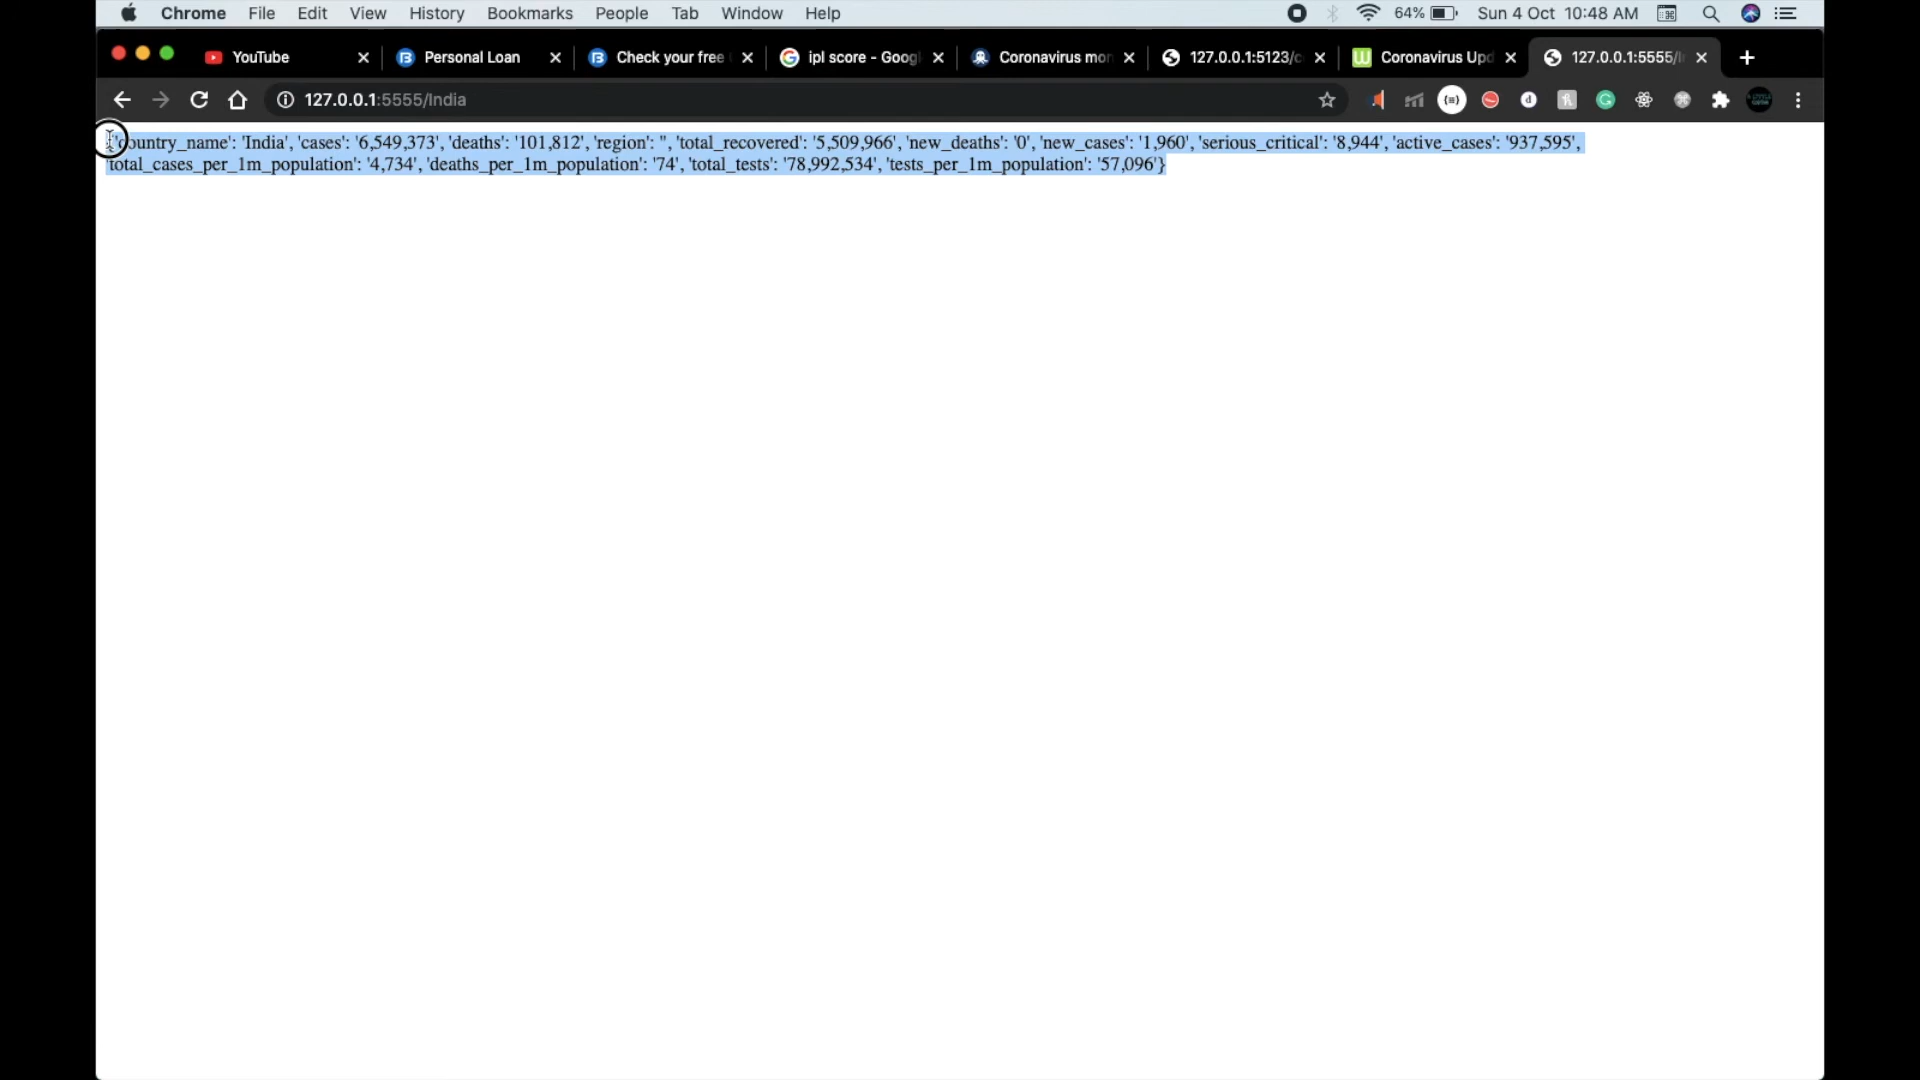 Chrome File Edit View History Bookmarks People Tab Window Help 64% Sun 4 Oct 10:48 AM
YouTube Personal Loan Check your free ipl score - Goog Coronavirus mon 127.0.0.1:5123/c Coronavirus Upd 127.0.0.1:5555/I
127.0.0.1:5555/India
{'country_name': 'India', 'cases': '6,549,373', 'deaths': '101,812', 'region': '', 'total_recovered': '5,509,966', 'new_deaths': '0', 'new_cases': '1,960', 'serious_critical': '8,944', 'active_cases': '937,595',
'total_cases_per_1m_population': '4,734', 'deaths_per_1m_population': '74', 'total_tests': '78,992,534', 'tests_per_1m_population': '57,096'}